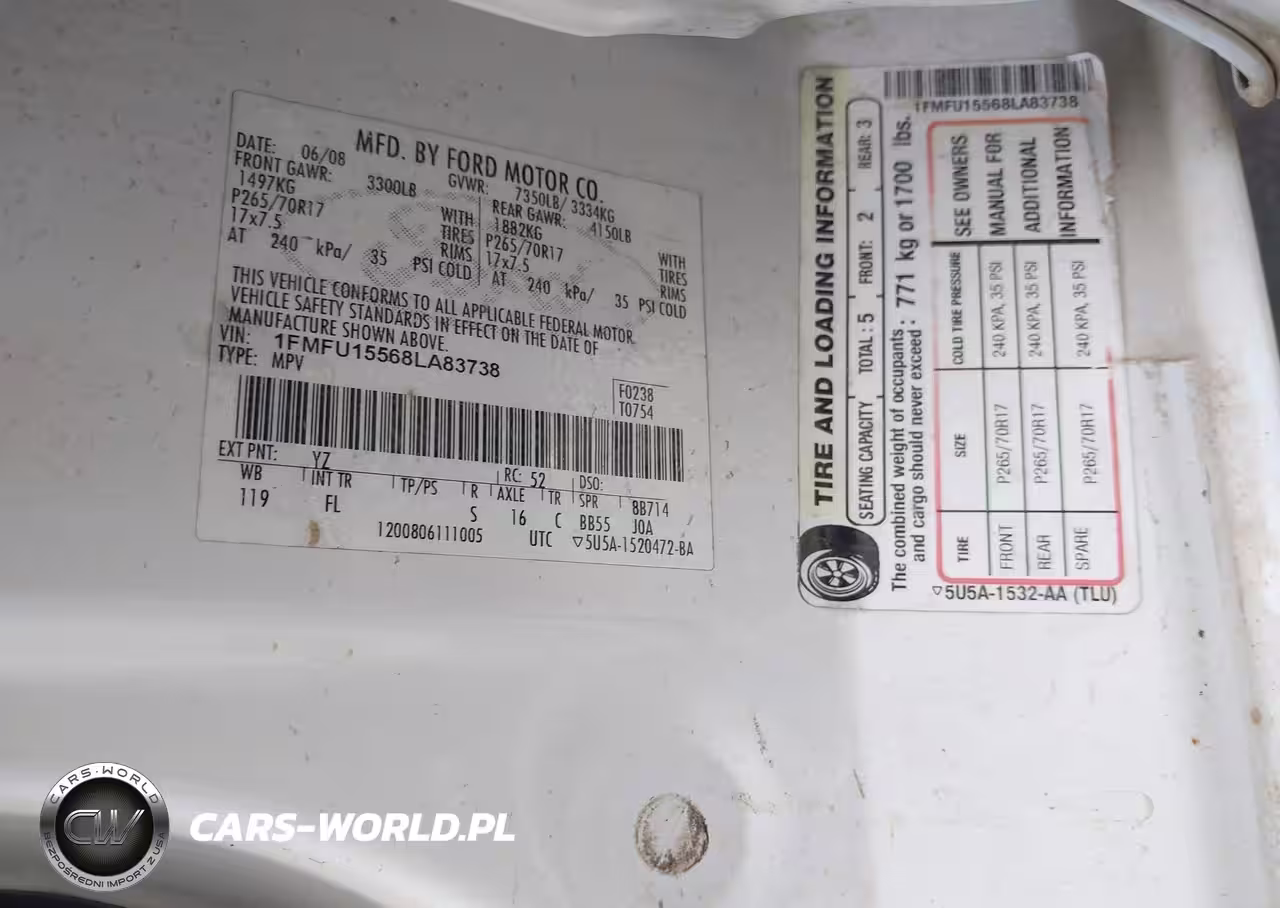 MFD. BY FORD MOTOR CO.
DATE: 06/08 GVWR: 7350LB/ 3334KG
FRONT GAWR: 3300LB REAR GAWR: 4150LB
1497KG WITH 1882KG WITH
P265/70R17 TIRES P265/70R17 TIRES
17x7.5 RIMS 17x7.5 RIMS
AT 240 kPa/ 35 PSI COLD AT 240 kPa/ 35 PSI COLD
THIS VEHICLE CONFORMS TO ALL APPLICABLE FEDERAL MOTOR
VEHICLE SAFETY STANDARDS IN EFFECT ON THE DATE OF
MANUFACTURE SHOWN ABOVE.
VIN: 1FMFU15568LA83738
TYPE: MPV
F0238
T0754
EXT PNT: YZ RC: 52 DSO:
WB INT TR TP/PS R AXLE TR SPR 8B714
119 FL S 16 C BB55 J0A
1200806111005 UTC ▽5U5A-1520472-BA
1FMFU15568LA83738
TIRE AND LOADING INFORMATION
SEATING CAPACITY TOTAL: 5 FRONT: 2 REAR: 3
The combined weight of occupants
and cargo should never exceed : 771 kg or 1700 lbs.
TIRE SIZE COLD TIRE PRESSURE SEE OWNERS
FRONT P265/70R17 240 KPA, 35 PSI MANUAL FOR
REAR P265/70R17 240 KPA, 35 PSI ADDITIONAL
SPARE P265/70R17 240 KPA, 35 PSI INFORMATION
▽5U5A-1532-AA (TLU)
CARS-WORLD
CW
BEZPOŚREDNI IMPORT Z USA
CARS-WORLD.PL